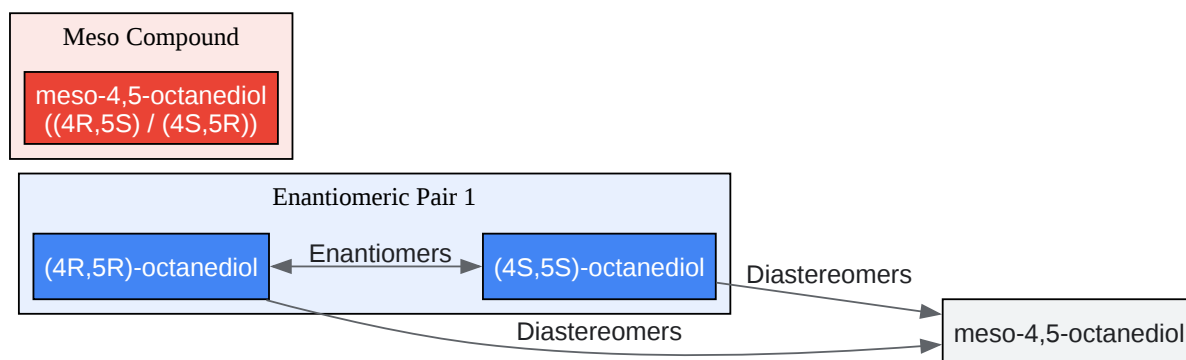 Meso Compound
meso-4,5-octanediol
((4R,5S) / (4S,5R))
Enantiomeric Pair 1
(4R,5R)-octanediol
Enantiomers
(4S,5S)-octanediol
Diastereomers
Diastereomers
meso-4,5-octanediol